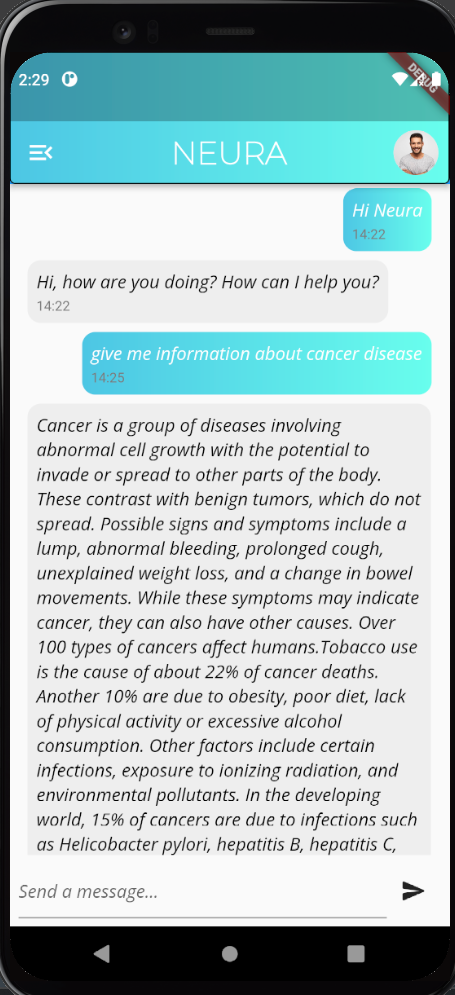 2:29
DEBUG
NEURA
Hi Neura
14:22
Hi, how are you doing? How can I help you?
14:22
give me information about cancer disease
14:25
Cancer is a group of diseases involving
abnormal cell growth with the potential to
invade or spread to other parts of the body.
These contrast with benign tumors, which do not
spread. Possible signs and symptoms include a
lump, abnormal bleeding, prolonged cough,
unexplained weight loss, and a change in bowel
movements. While these symptoms may indicate
cancer, they can also have other causes. Over
100 types of cancers affect humans.Tobacco use
is the cause of about 22% of cancer deaths.
Another 10% are due to obesity, poor diet, lack
of physical activity or excessive alcohol
consumption. Other factors include certain
infections, exposure to ionizing radiation, and
environmental pollutants. In the developing
world, 15% of cancers are due to infections such
as Helicobacter pylori, hepatitis B, hepatitis C,
Send a message...